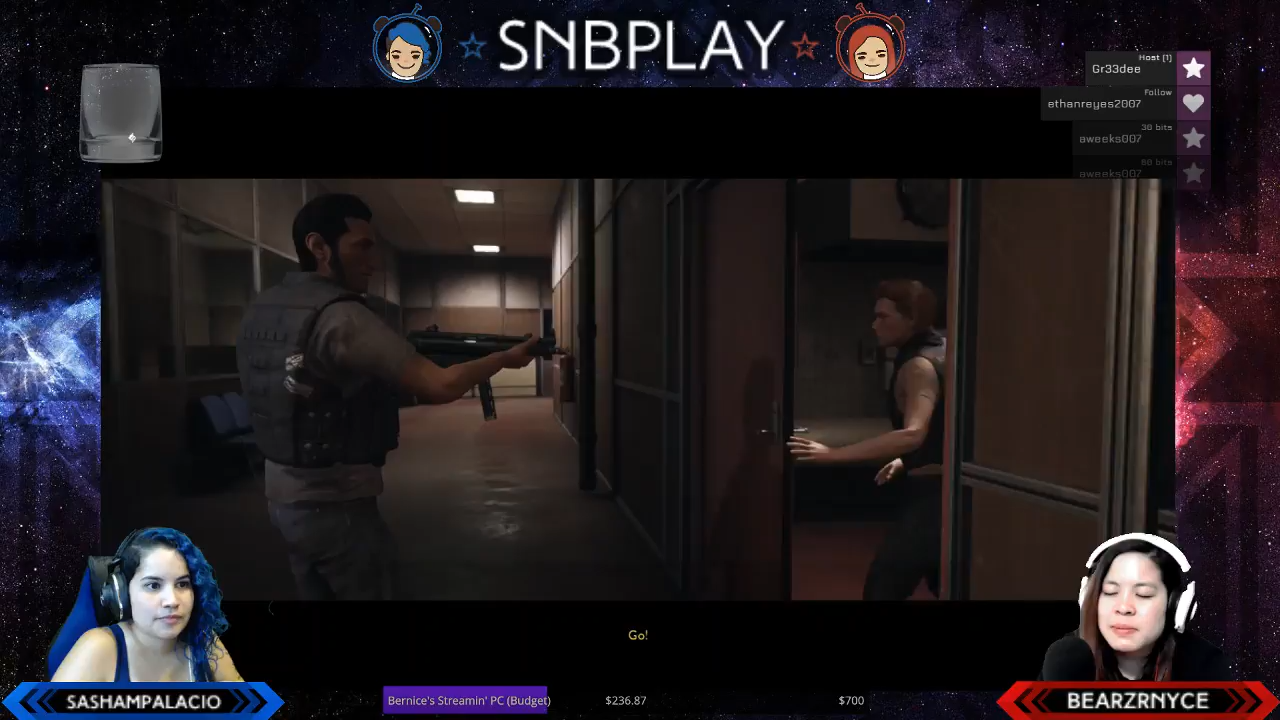 SNBPLAY
Host [1]
Gr33dee
Follow
ethanreyes2007
30 bits
aweeks007
aweeks007
Go!
SASHAMPALACIO
Bernice's Streamin' PC (Budget)
$236.87
$700
BEARZRNYCE